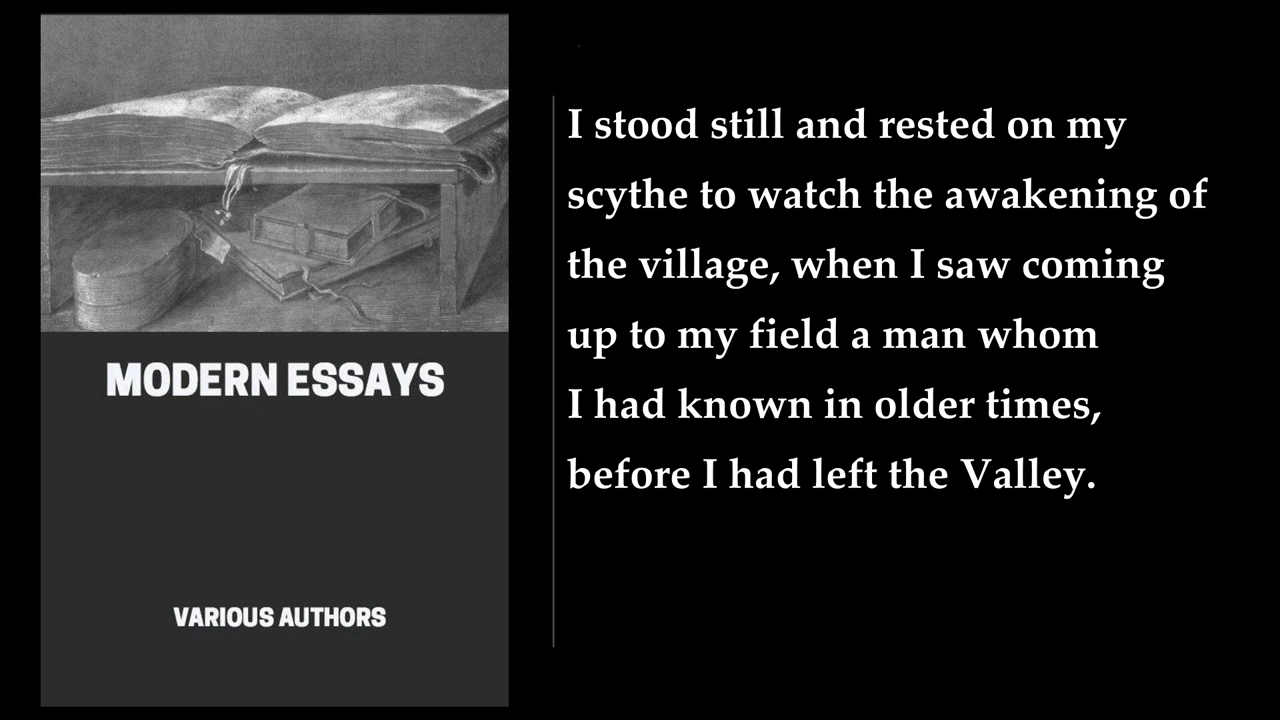 MODERN ESSAYS
VARIOUS AUTHORS
I stood still and rested on my
scythe to watch the awakening of
the village, when I saw coming
up to my field a man whom
I had known in older times,
before I had left the Valley.